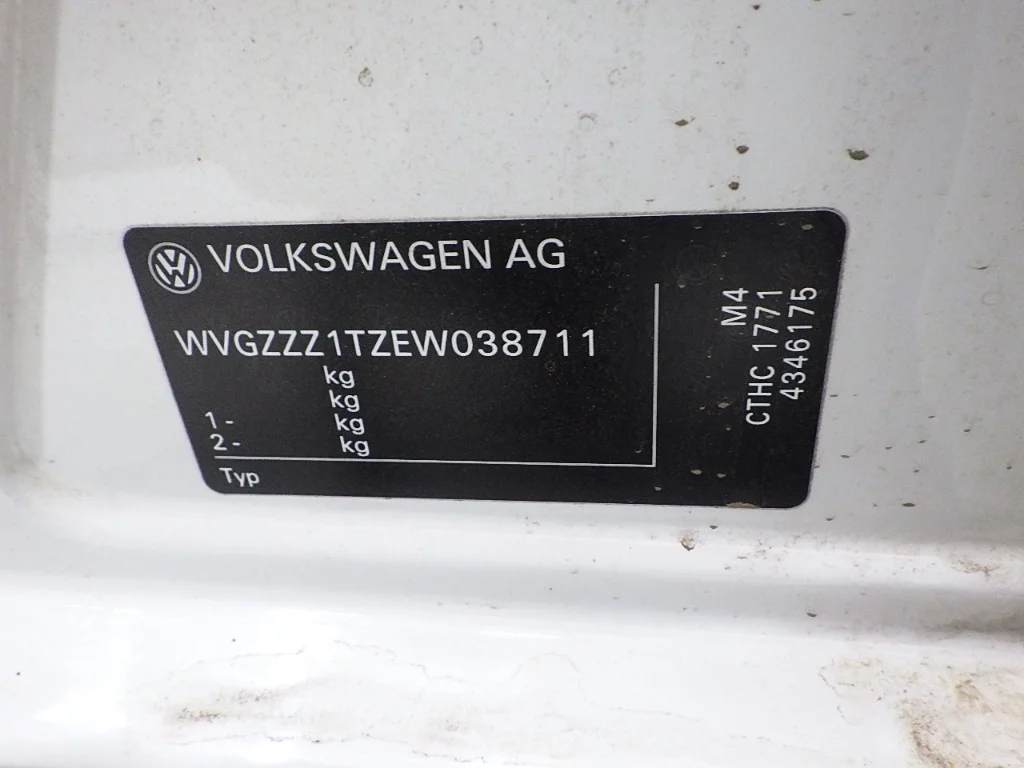 VOLKSWAGEN AG
WVGZZZ1TZEW038711
kg
kg
1- kg
2- kg
Typ
M4
CTHC 1771
4346175